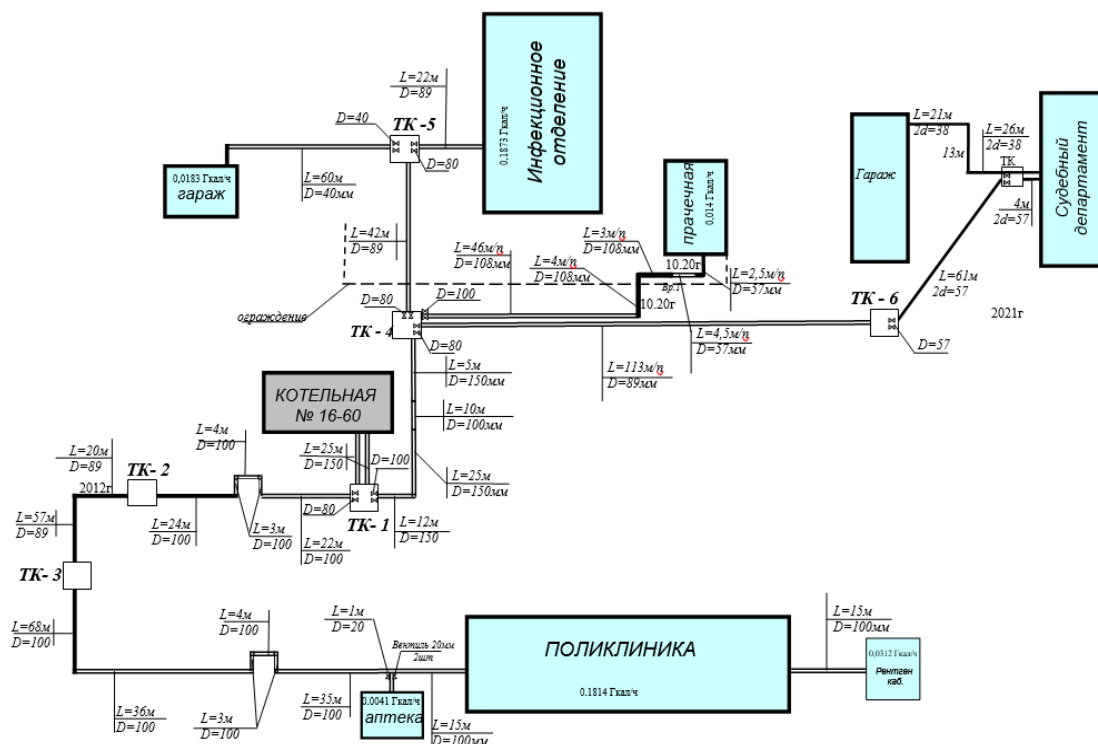 L=22м
D=89
D=40
ТК -5
D=80
0.1873 Гкал/ч
Инфекционное
отделение
0,0183 Гкал/ч
гараж
L=60м
D=40мм
L=42м
D=89
L=46м/п
D=108мм
L=3м/п
D=108мм
L=4м/п
D=108мм
прачечная
0,014 Гкал/ч
10.20г
Вр.1
10.20г
L=2,5м/п
D=57мм
L=4,5м/п
D=57мм
Гараж
L=21м
2d=38
13м
L=26м
2d=38
ТК
4м
2d=57
Судебный
департамент
L=61м
2d=57
2021г
ТК - 6
D=57
ограждение
D=80
D=100
ТК - 4
D=80
L=113м/п
D=89мм
L=5м
D=150мм
L=10м
D=100мм
L=25м
D=150мм
КОТЕЛЬНАЯ
№ 16-60
L=25м
D=150
D=100
D=80
ТК- 1
L=12м
D=150
L=4м
D=100
L=20м
D=89
2012г
ТК- 2
L=24м
D=100
L=3м
D=100
L=22м
D=100
L=57м
D=89
ТК- 3
L=68м
D=100
L=4м
D=100
L=36м
D=100
L=3м
D=100
L=1м
D=20
Вентиль 20мм
2шт
L=35м
D=100
0.0041 Гкал/ч
аптека
L=15м
D=100мм
ПОЛИКЛИНИКА
0.1814 Гкал/ч
L=15м
D=100мм
0,0312 Гкал/ч
Рентген
каб.